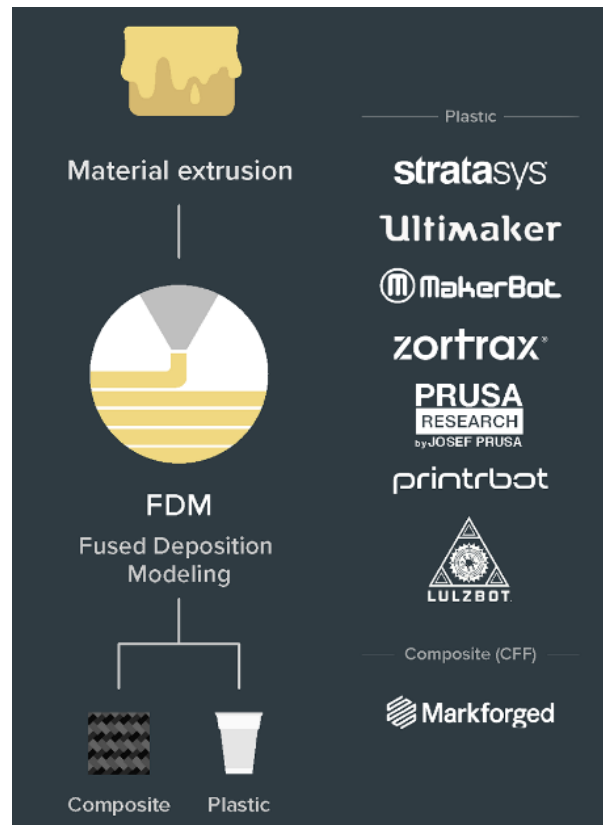 Material extrusion
FDM
Fused Deposition
Modeling
Composite
Plastic
Plastic
stratasys
Ultimaker
MakerBot.
zortrax®
PRUSA
RESEARCH
by JOSEF PRUSA
printrbot
LULZBOT.
Composite (CFF)
Markforged